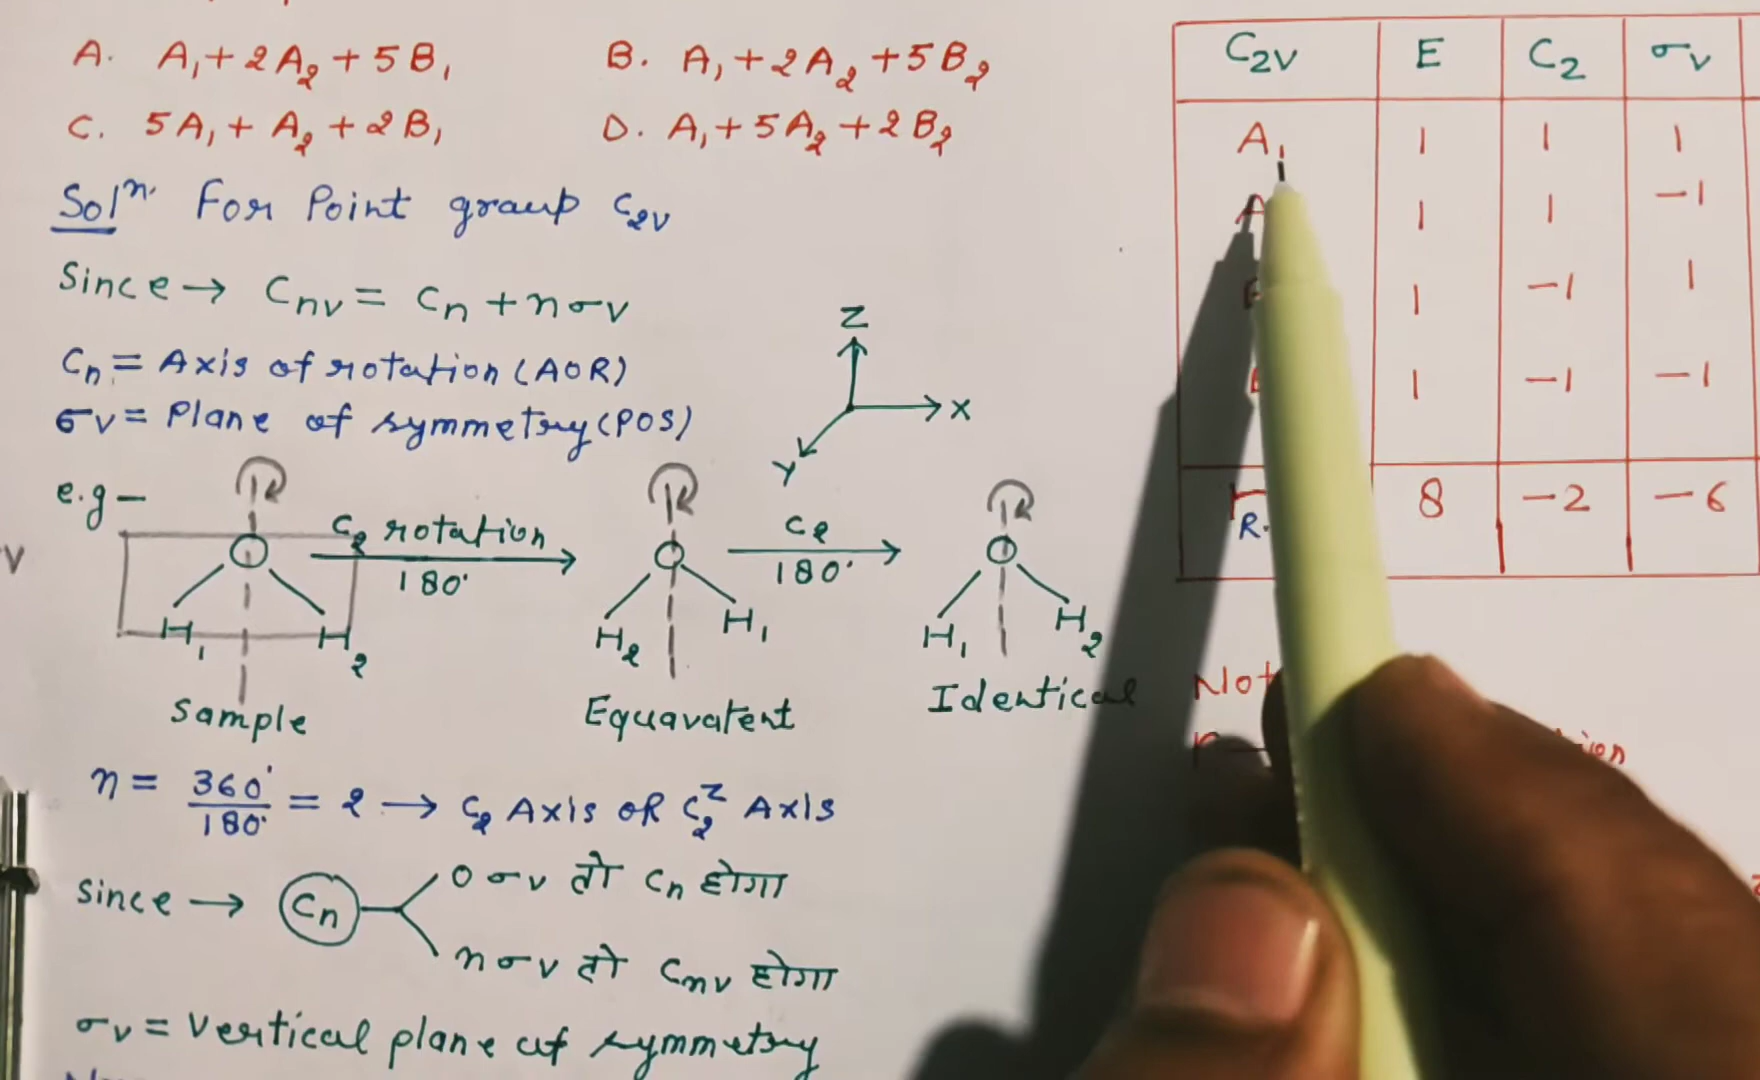 A. A₁+2A₂+5B₁
B. A₁+2A₂+5B₂
C. 5A₁+A₂+2B₁
D. A₁+5A₂+2B₂
Solⁿ. For Point group C₂v
Since → Cnv = Cn + nσv
Cn = Axis of rotation (AOR)
σv = Plane of symmetry (POS)
Z
X
Y
e.g –
C₂ rotation
180°
C₂
180°
O
H₁
H₂
O
H₂
H₁
O
H₁
H₂
Sample
Equavatent
Identical
n = 360°/180° = 2 → C₂ Axis OR C₂ᶻ Axis
Since → Cn
0 σv तो Cn होगा
nσv तो Cnv होगा
σv = Vertical plane of symmetry
v
C₂V E C₂ σv
A₁ 1 1 1
A 1 1 -1
1 -1 1
1 -1 -1
R. 8 -2 -6